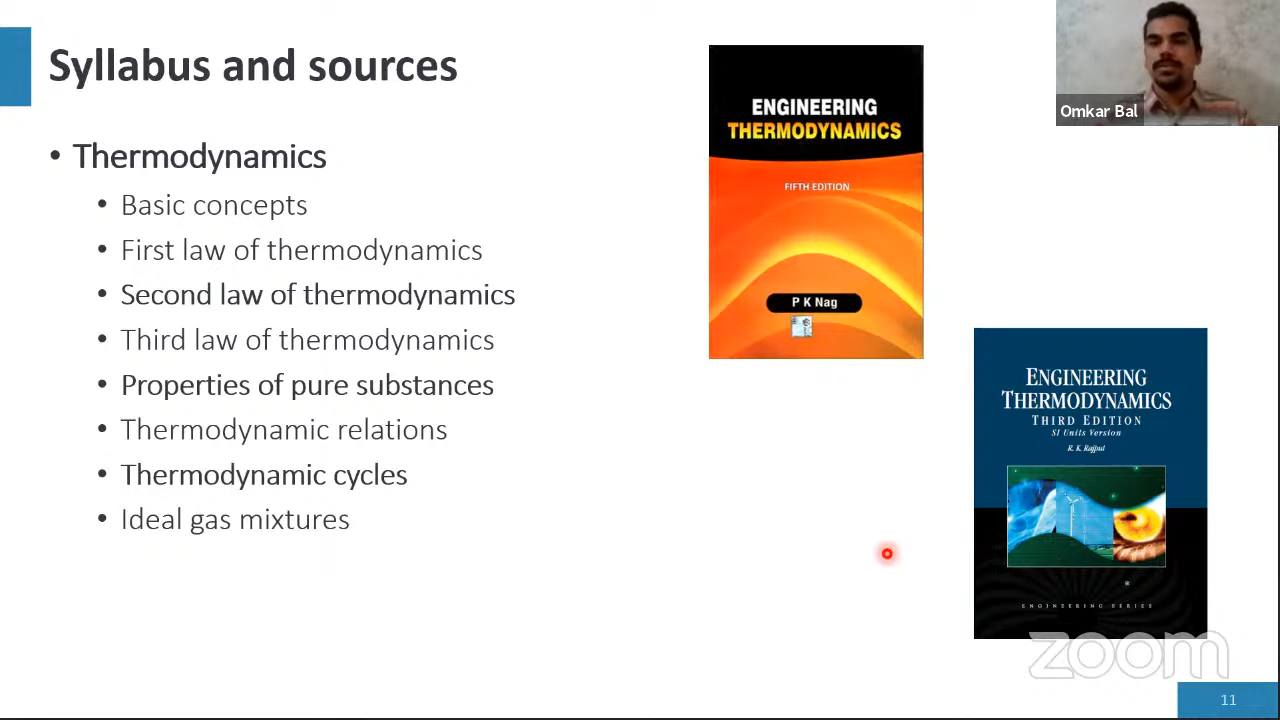 Syllabus and sources
• Thermodynamics
• Basic concepts
• First law of thermodynamics
• Second law of thermodynamics
• Third law of thermodynamics
• Properties of pure substances
• Thermodynamic relations
• Thermodynamic cycles
• Ideal gas mixtures
ENGINEERING
THERMODYNAMICS
FIFTH EDITION
P K Nag
Omkar Bal
ENGINEERING
THERMODYNAMICS
THIRD EDITION
SI Units Version
R. K. Rajput
ENGINEERING SERIES
zoom
11